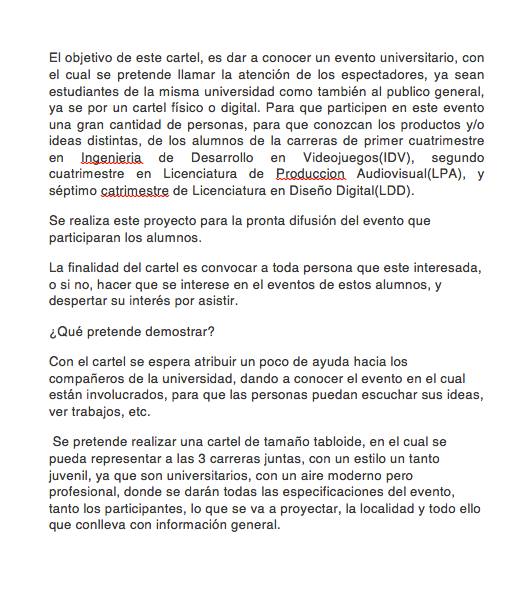 El objetivo de este cartel, es dar a conocer un evento universitario, con
el cual se pretende llamar la atención de los espectadores, ya sean
estudiantes de la misma universidad como también al publico general,
ya se por un cartel físico o digital. Para que participen en este evento
una gran cantidad de personas, para que conozcan los productos y/o
ideas distintas, de los alumnos de la carreras de primer cuatrimestre
en Ingenieria de Desarrollo en Videojuegos(IDV), segundo
cuatrimestre en Licenciatura de Produccion Audiovisual(LPA), y
séptimo catrimestre de Licenciatura en Diseño Digital(LDD).
Se realiza este proyecto para la pronta difusión del evento que
participaran los alumnos.
La finalidad del cartel es convocar a toda persona que este interesada,
o si no, hacer que se interese en el eventos de estos alumnos, y
despertar su interés por asistir.
¿Qué pretende demostrar?
Con el cartel se espera atribuir un poco de ayuda hacia los
compañeros de la universidad, dando a conocer el evento en el cual
están involucrados, para que las personas puedan escuchar sus ideas,
ver trabajos, etc.
Se pretende realizar una cartel de tamaño tabloide, en el cual se
pueda representar a las 3 carreras juntas, con un estilo un tanto
juvenil, ya que son universitarios, con un aire moderno pero
profesional, donde se darán todas las especificaciones del evento,
tanto los participantes, lo que se va a proyectar, la localidad y todo ello
que conlleva con información general.